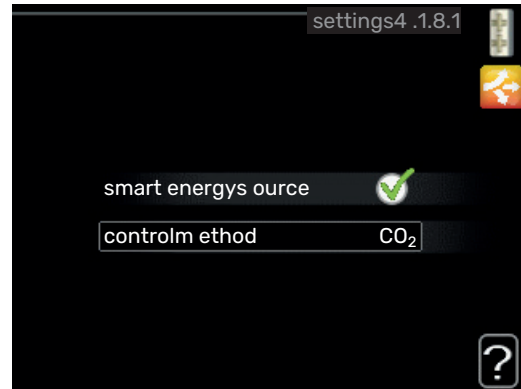 settings4 .1.8.1
smart energys ource
controlm ethod CO₂
?